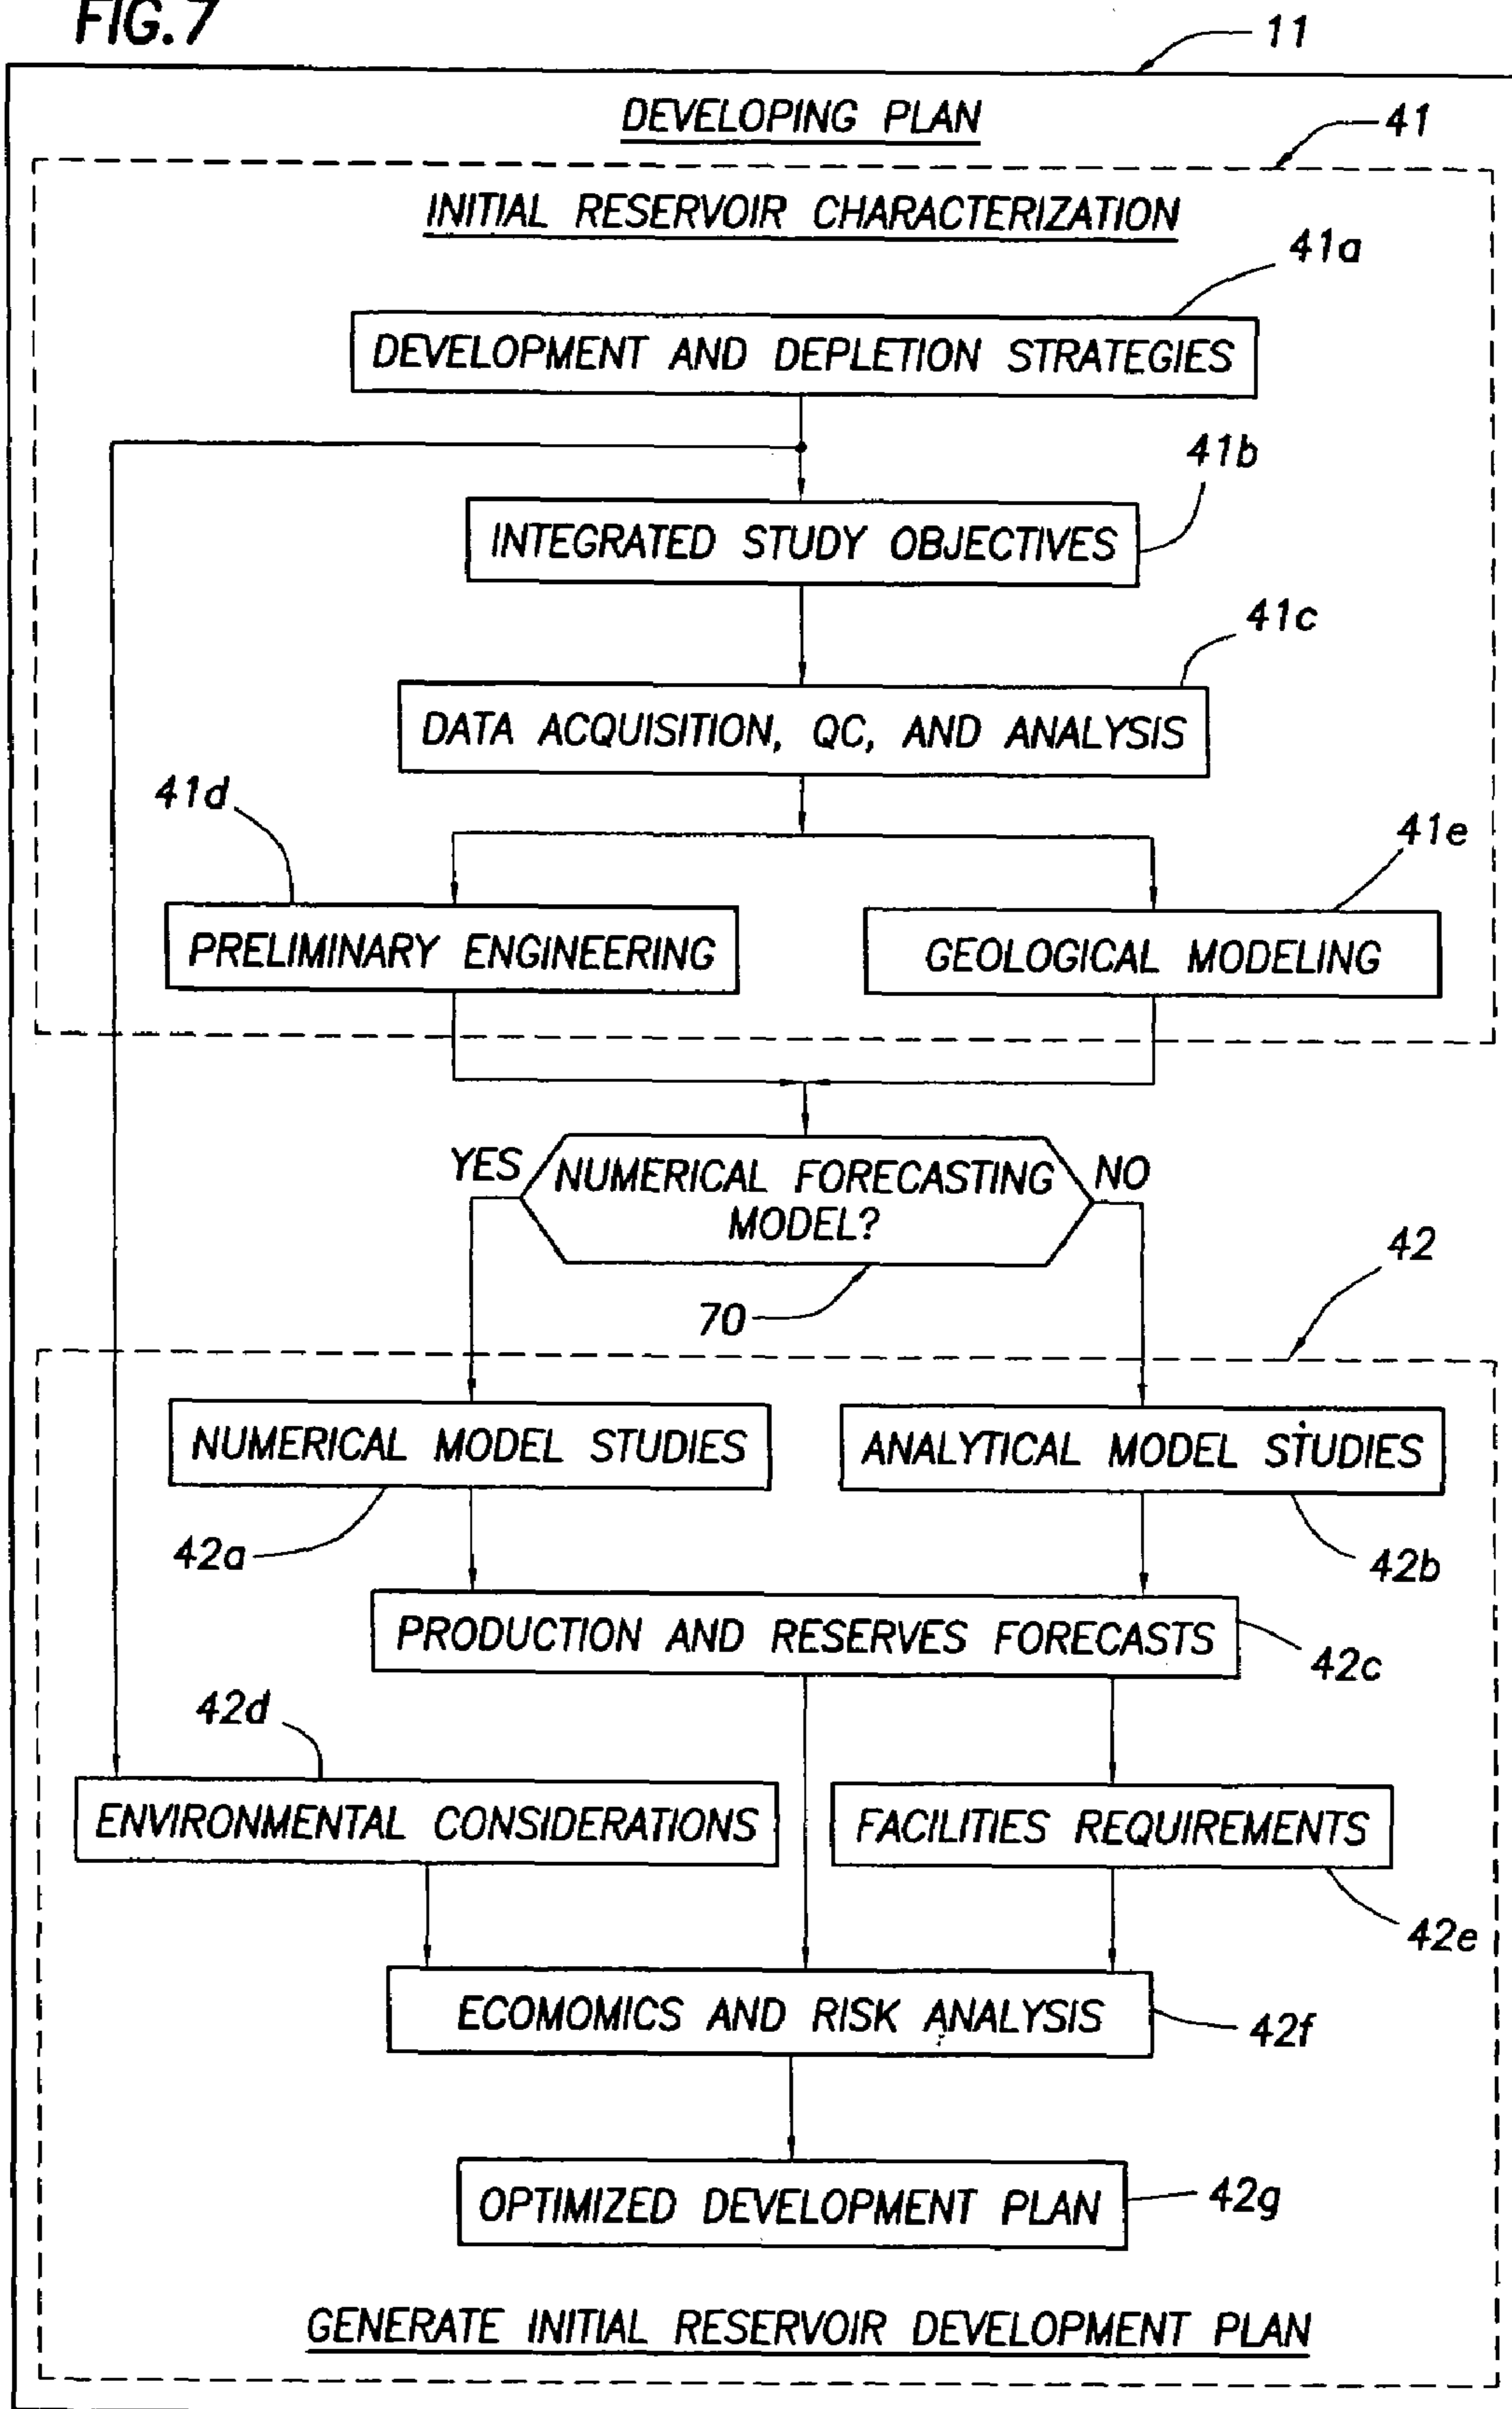 FIG.7
11
DEVELOPING PLAN
41
INITIAL RESERVOIR CHARACTERIZATION
41a
DEVELOPMENT AND DEPLETION STRATEGIES
41b
INTEGRATED STUDY OBJECTIVES
41c
DATA ACQUISITION, QC, AND ANALYSIS
41d
41e
PRELIMINARY ENGINEERING
GEOLOGICAL MODELING
YES
NUMERICAL FORECASTING
MODEL?
NO
70
42
NUMERICAL MODEL STUDIES
ANALYTICAL MODEL STUDIES
42a
42b
PRODUCTION AND RESERVES FORECASTS
42c
42d
ENVIRONMENTAL CONSIDERATIONS
FACILITIES REQUIREMENTS
42e
ECOMOMICS AND RISK ANALYSIS
42f
OPTIMIZED DEVELOPMENT PLAN
42g
GENERATE INITIAL RESERVOIR DEVELOPMENT PLAN